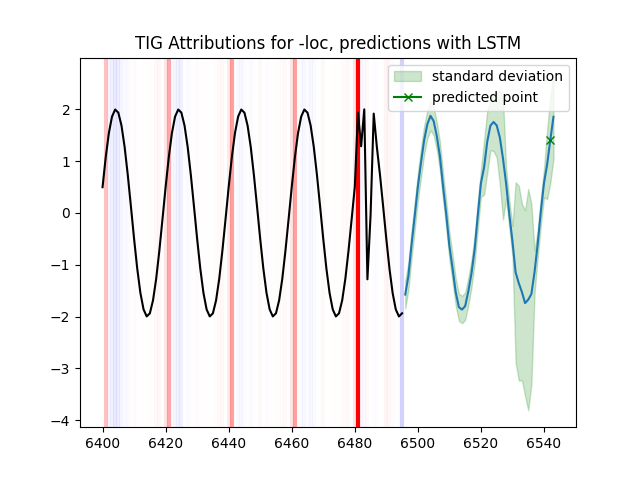 TIG Attributions for -loc, predictions with LSTM
standard deviation
predicted point
2
1
0
−1
−2
−3
−4
6400 6420 6440 6460 6480 6500 6520 6540